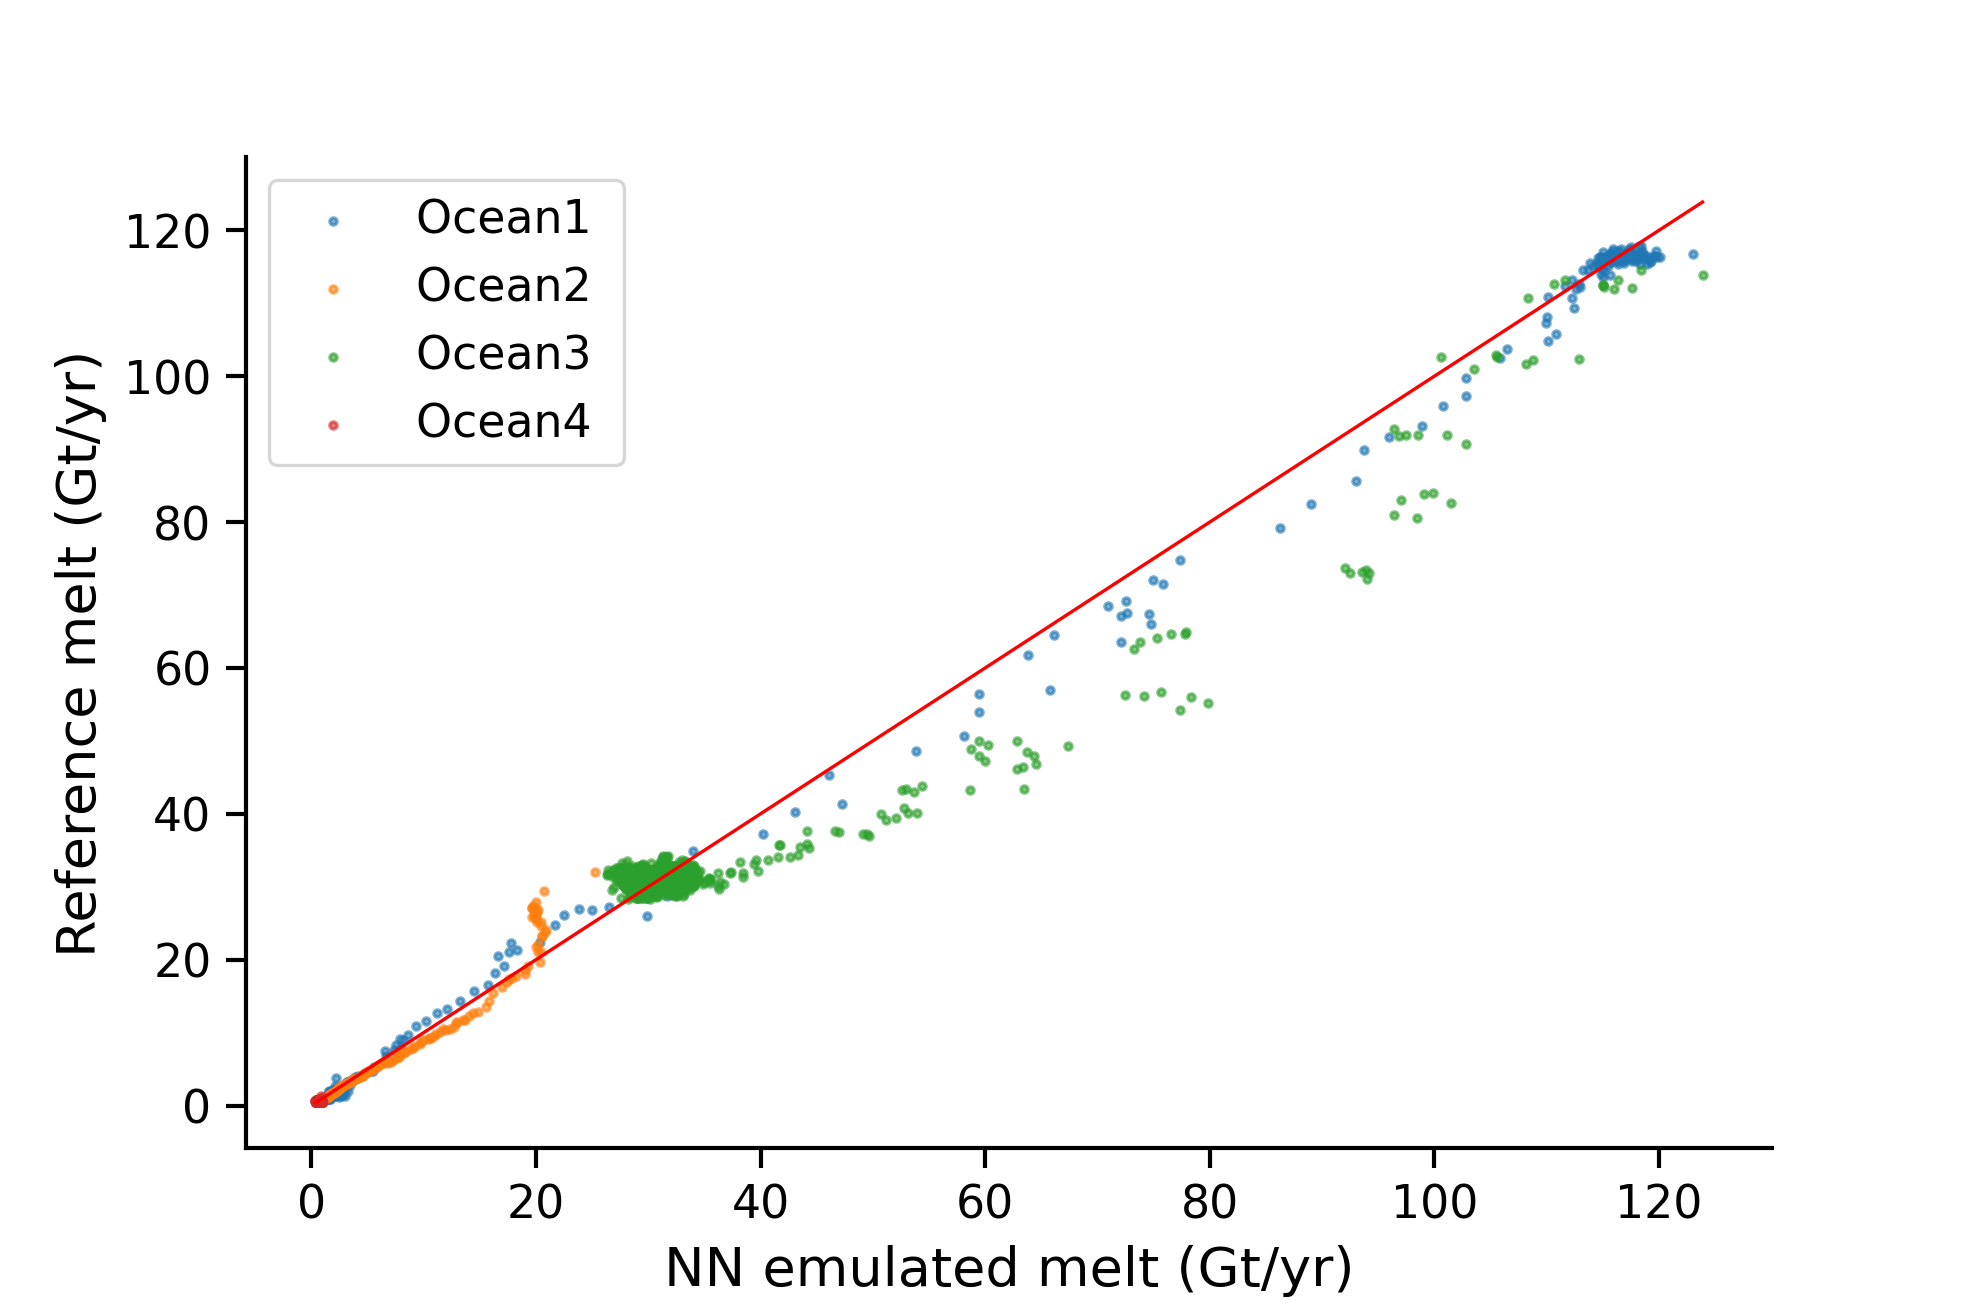 Ocean1
Ocean2
Ocean3
Ocean4
120
100
80
60
40
20
0
Reference melt (Gt/yr)
0 20 40 60 80 100 120
NN emulated melt (Gt/yr)